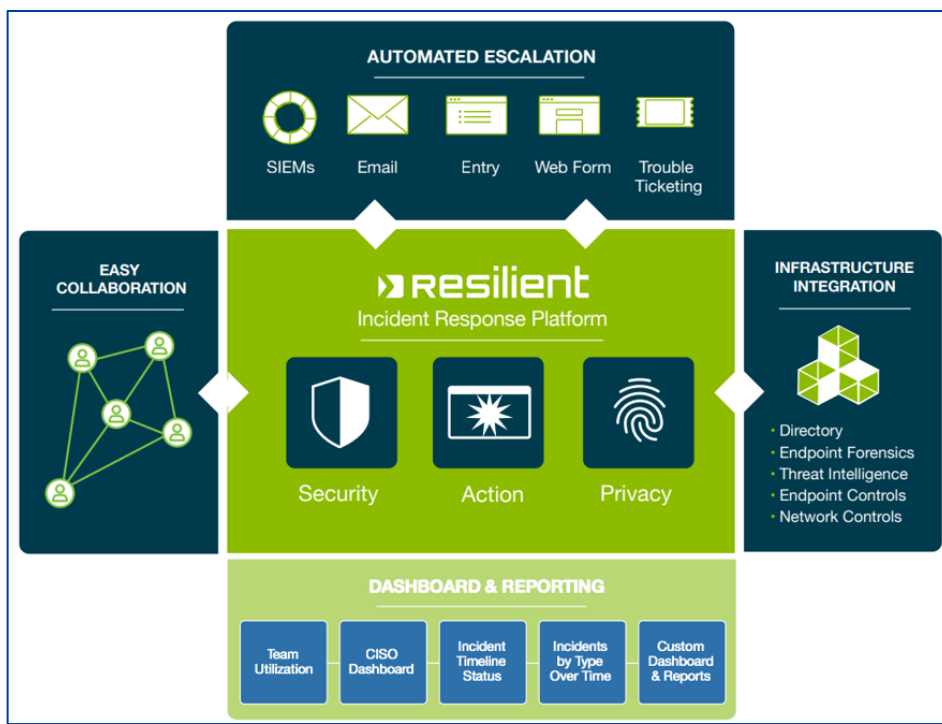 AUTOMATED ESCALATION
SIEMs
Email
Entry
Web Form
Trouble
Ticketing
EASY
COLLABORATION
Resilient
Incident Response Platform
Security
Action
Privacy
INFRASTRUCTURE
INTEGRATION
• Directory
• Endpoint Forensics
• Threat Intelligence
• Endpoint Controls
• Network Controls
DASHBOARD & REPORTING
Team
Utilization
CISO
Dashboard
Incident
Timeline
Status
Incidents
by Type
Over Time
Custom
Dashboard
& Reports